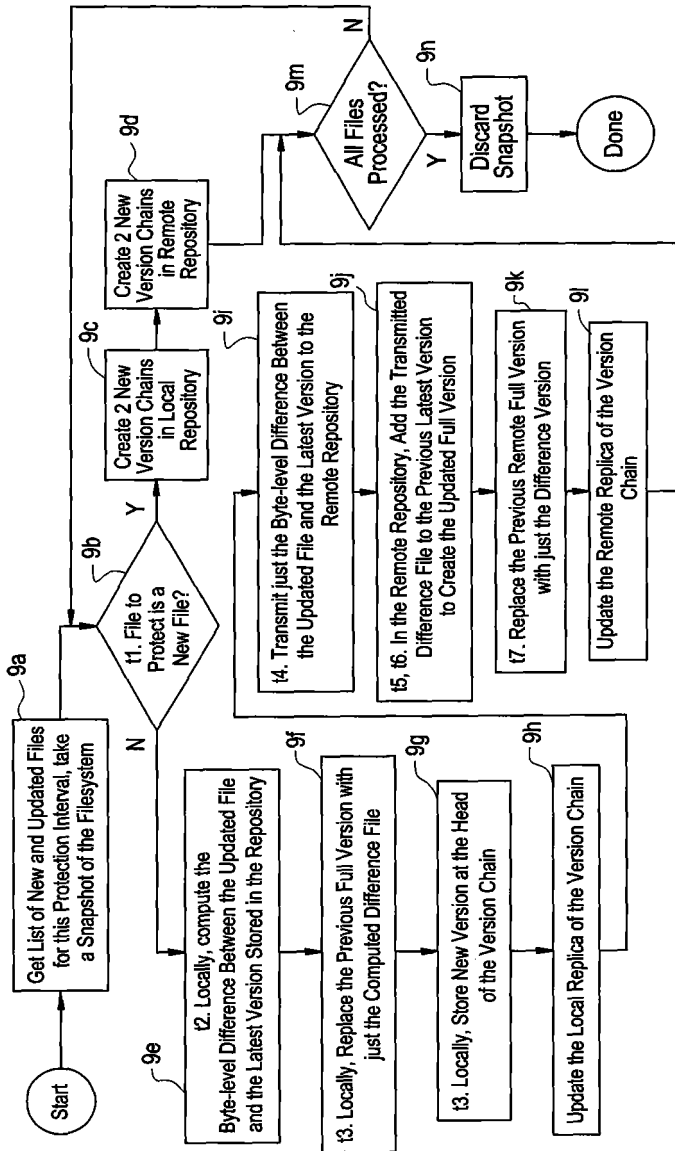 Start
9a
Get List of New and Updated Files
for this Protection Interval, take
a Snapshot of the Filesystem
9b
t1. File to
Protect is a
New File?
Y
N
9c
Create 2 New
Version Chains
in Local
Repository
9d
Create 2 New
Version Chains
in Remote
Repository
9e
t2. Locally, compute the
Byte-level Difference Between the Updated File
and the Latest Version Stored in the Repository
9f
t3. Locally, Replace the Previous Full Version with
just the Computed Difference File
9g
t3. Locally, Store New Version at the Head
of the Version Chain
9h
Update the Local Replica of the Version Chain
9i
t4. Transmit just the Byte-level Difference Between
the Updated File and the Latest Version to the
Remote Repository
9j
t5, t6. In the Remote Repository, Add the Transmitted
Difference File to the Previous Latest Version
to Create the Updated Full Version
9k
t7. Replace the Previous Remote Full Version
with just the Difference Version
9l
Update the Remote Replica of the Version
Chain
9m
All Files
Processed?
N
Y
9n
Discard
Snapshot
Done